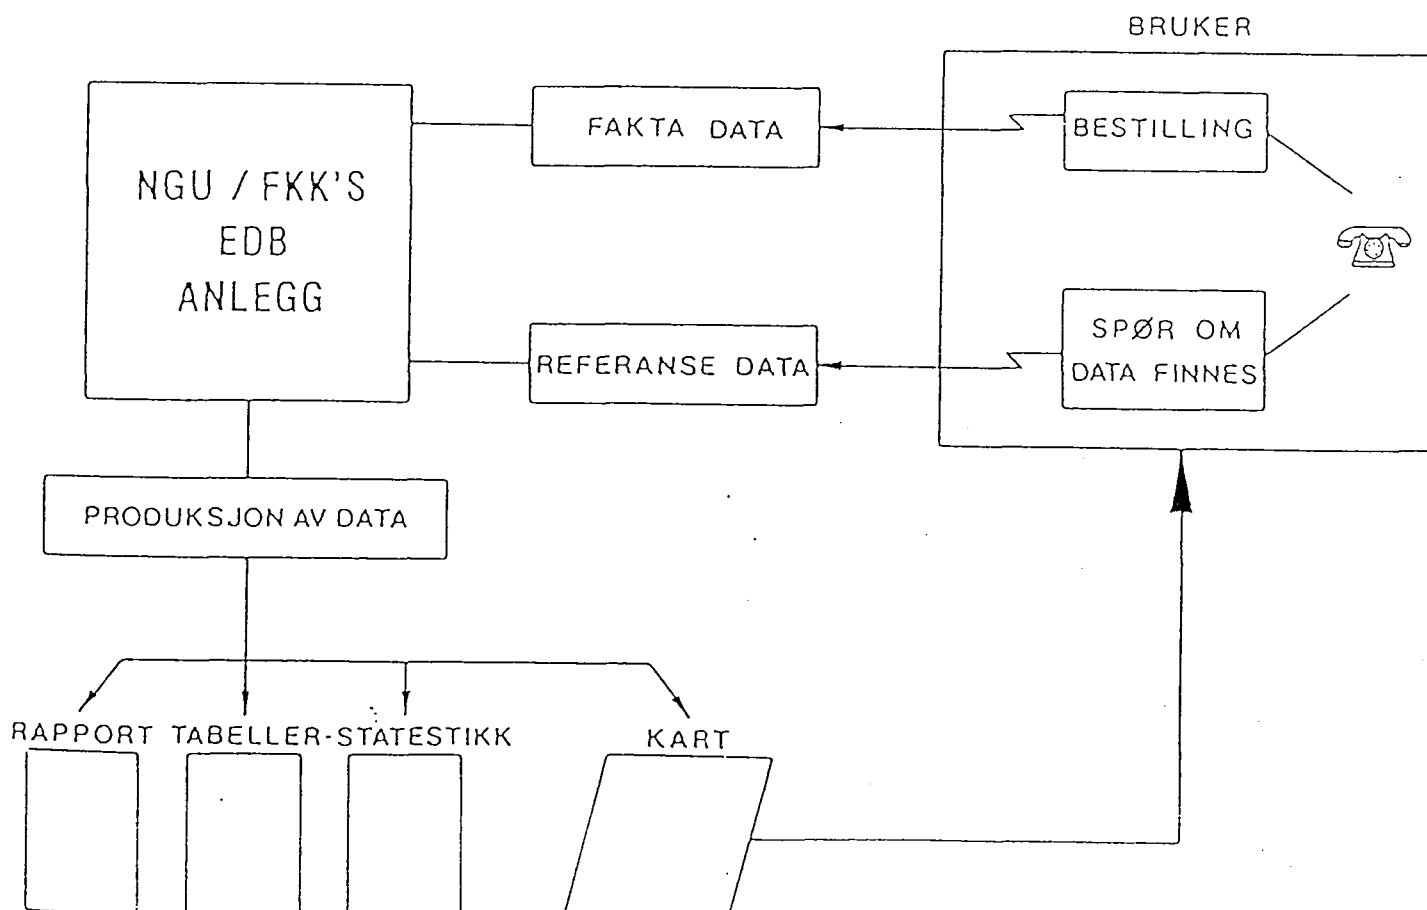 BRUKER
FAKTA DATA
BESTILLING
NGU / FKK'S
EDB
ANLEGG
SPØR OM
DATA FINNES
REFERANSE DATA
PRODUKSJON AV DATA
RAPPORT TABELLER-STATESTIKK
KART